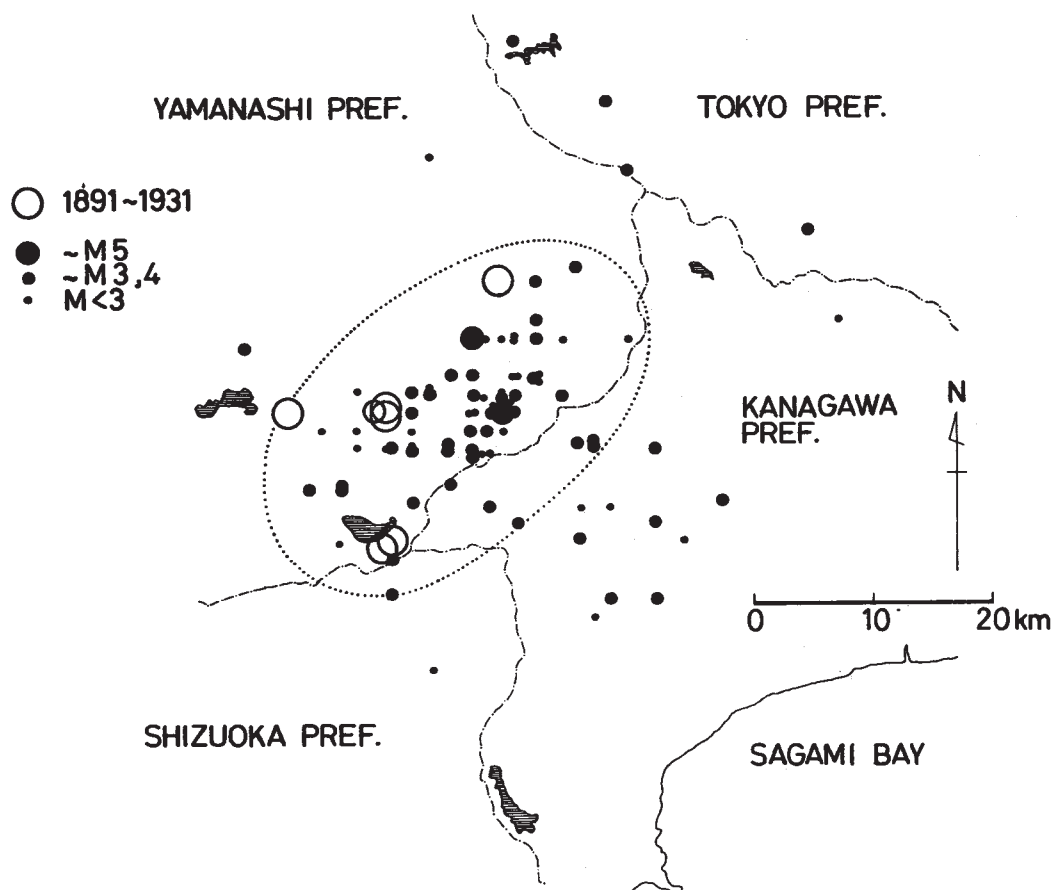 YAMANASHI PREF.
TOKYO PREF.
1891~1931
~M5
~M3,4
M<3
N
KANAGAWA
PREF.
0 10 20km
SHIZUOKA PREF.
SAGAMI BAY